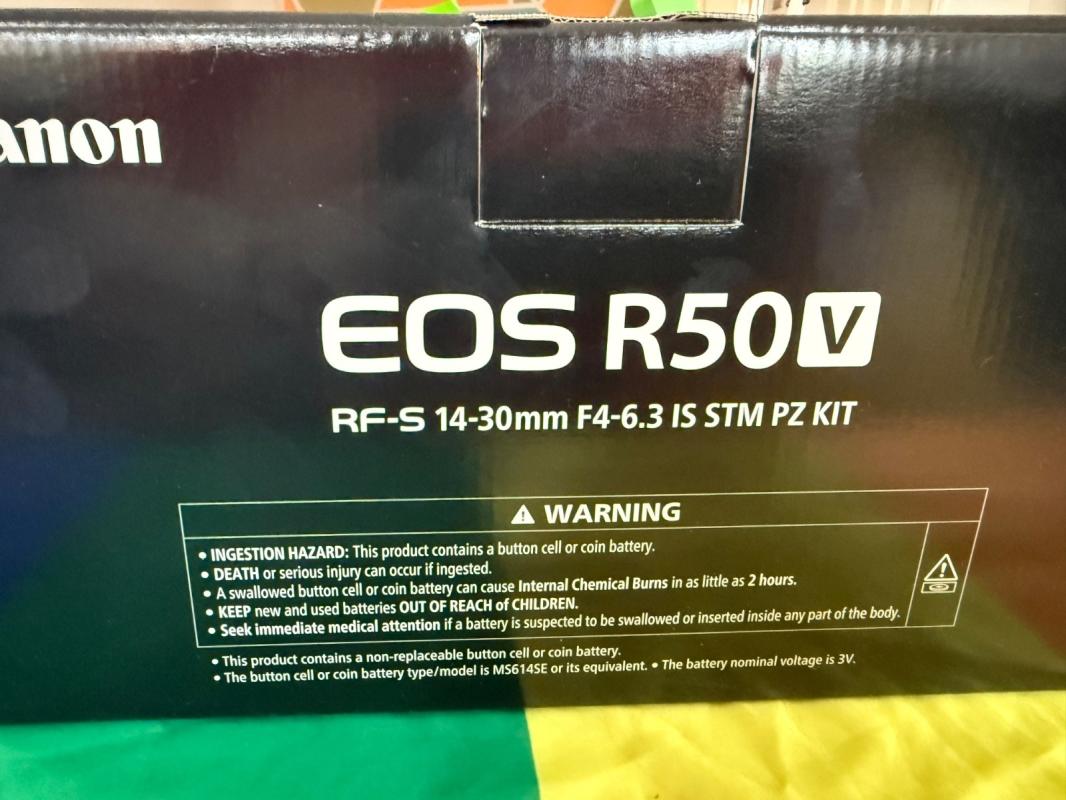 anon
EOS R50 V
RF-S 14-30mm F4-6.3 IS STM PZ KIT
⚠ WARNING
• INGESTION HAZARD: This product contains a button cell or coin battery.
• DEATH or serious injury can occur if ingested.
• A swallowed button cell or coin battery can cause Internal Chemical Burns in as little as 2 hours.
• KEEP new and used batteries OUT OF REACH of CHILDREN.
• Seek immediate medical attention if a battery is suspected to be swallowed or inserted inside any part of the body.
• This product contains a non-replaceable button cell or coin battery.
• The button cell or coin battery type/model is MS614SE or its equivalent. • The battery nominal voltage is 3V.